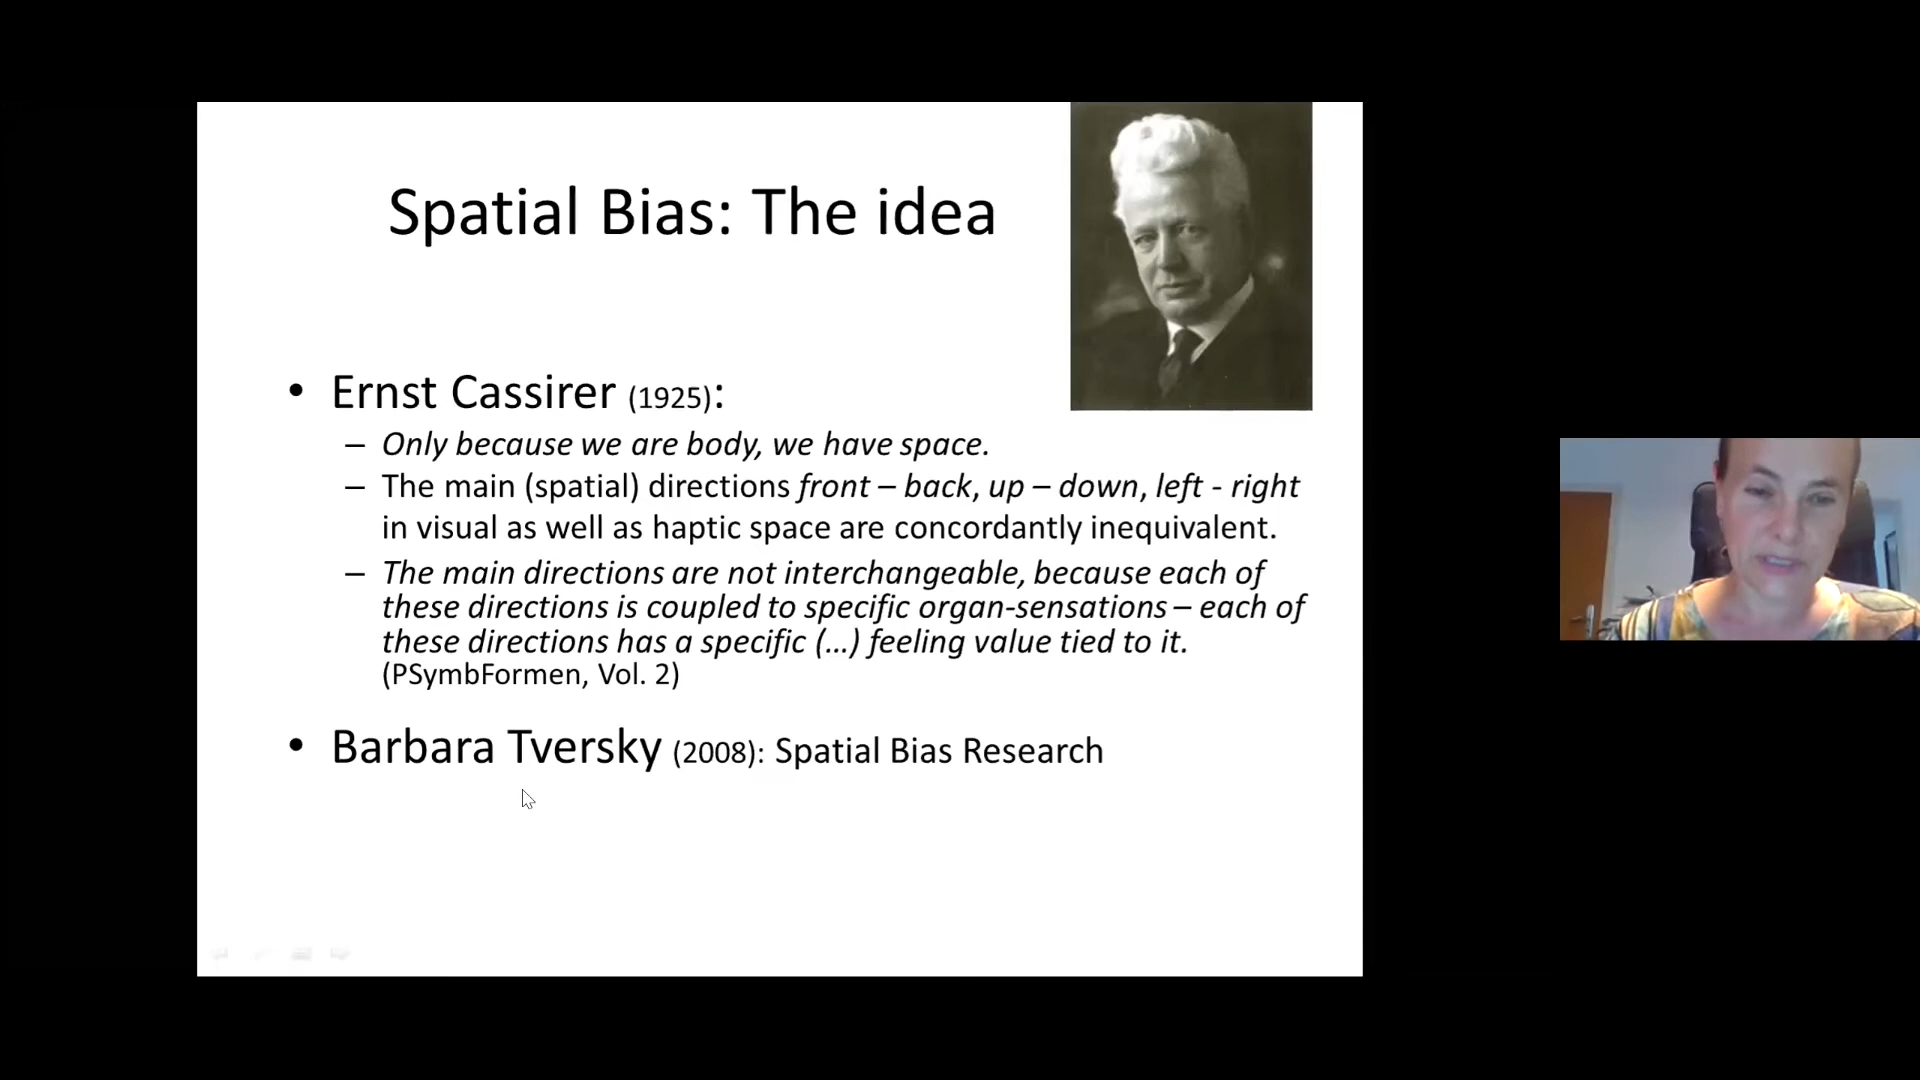 Spatial Bias: The idea
• Ernst Cassirer (1925):
– Only because we are body, we have space.
– The main (spatial) directions front – back, up – down, left - right
in visual as well as haptic space are concordantly inequivalent.
– The main directions are not interchangeable, because each of
these directions is coupled to specific organ-sensations – each of
these directions has a specific (…) feeling value tied to it.
(PSymbFormen, Vol. 2)
• Barbara Tversky (2008): Spatial Bias Research